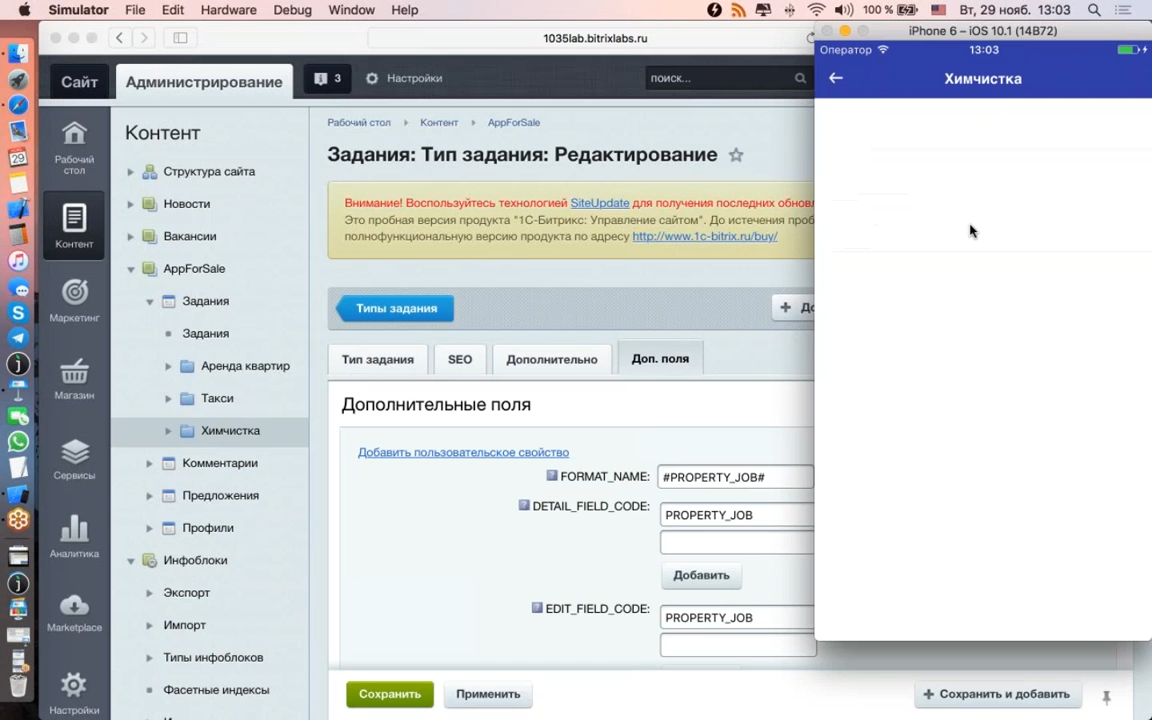 Simulator File Edit Hardware Debug Window Help
100 % Вт, 29 нояб. 13:03
1035lab.bitrixlabs.ru
iPhone 6 – iOS 10.1 (14B72)
Оператор 13:03
Химчистка
Сайт
Администрирование
3
Настройки
поиск...
Рабочий стол
Контент
Маркетинг
Магазин
Сервисы
Аналитика
Marketplace
Настройки
Контент
Структура сайта
Новости
Вакансии
AppForSale
Задания
Задания
Аренда квартир
Такси
Химчистка
Комментарии
Предложения
Профили
Инфоблоки
Экспорт
Импорт
Типы инфоблоков
Фасетные индексы
Рабочий стол Контент AppForSale
Задания: Тип задания: Редактирование
Внимание! Воспользуйтесь технологией SiteUpdate для получения последних обнов
Это пробная версия продукта "1С-Битрикс: Управление сайтом". До истечения проб
полнофункциональную версию продукта по адресу http://www.1c-bitrix.ru/buy/
Типы задания
+ До
Тип задания SEO Дополнительно Доп. поля
Дополнительные поля
Добавить пользовательское свойство
FORMAT_NAME: #PROPERTY_JOB#
DETAIL_FIELD_CODE: PROPERTY_JOB
Добавить
EDIT_FIELD_CODE: PROPERTY_JOB
Сохранить Применить + Сохранить и добавить